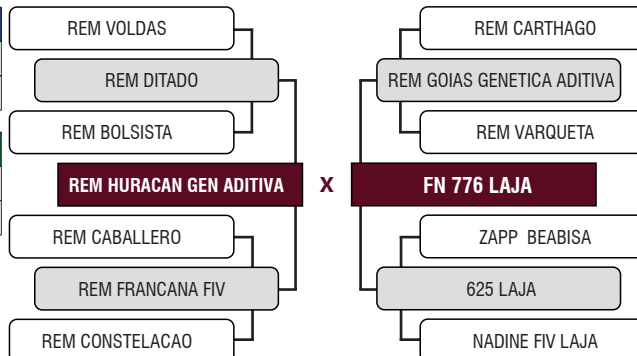 REM VOLDAS
REM DITADO
REM BOLSISTA
REM HURACAN GEN ADITIVA
REM CABALLERO
REM FRANCANA FIV
REM CONSTELACAO
X
REM CARTHAGO
REM GOIAS GENETICA ADITIVA
REM VARQUETA
FN 776 LAJA
ZAPP BEABISA
625 LAJA
NADINE FIV LAJA